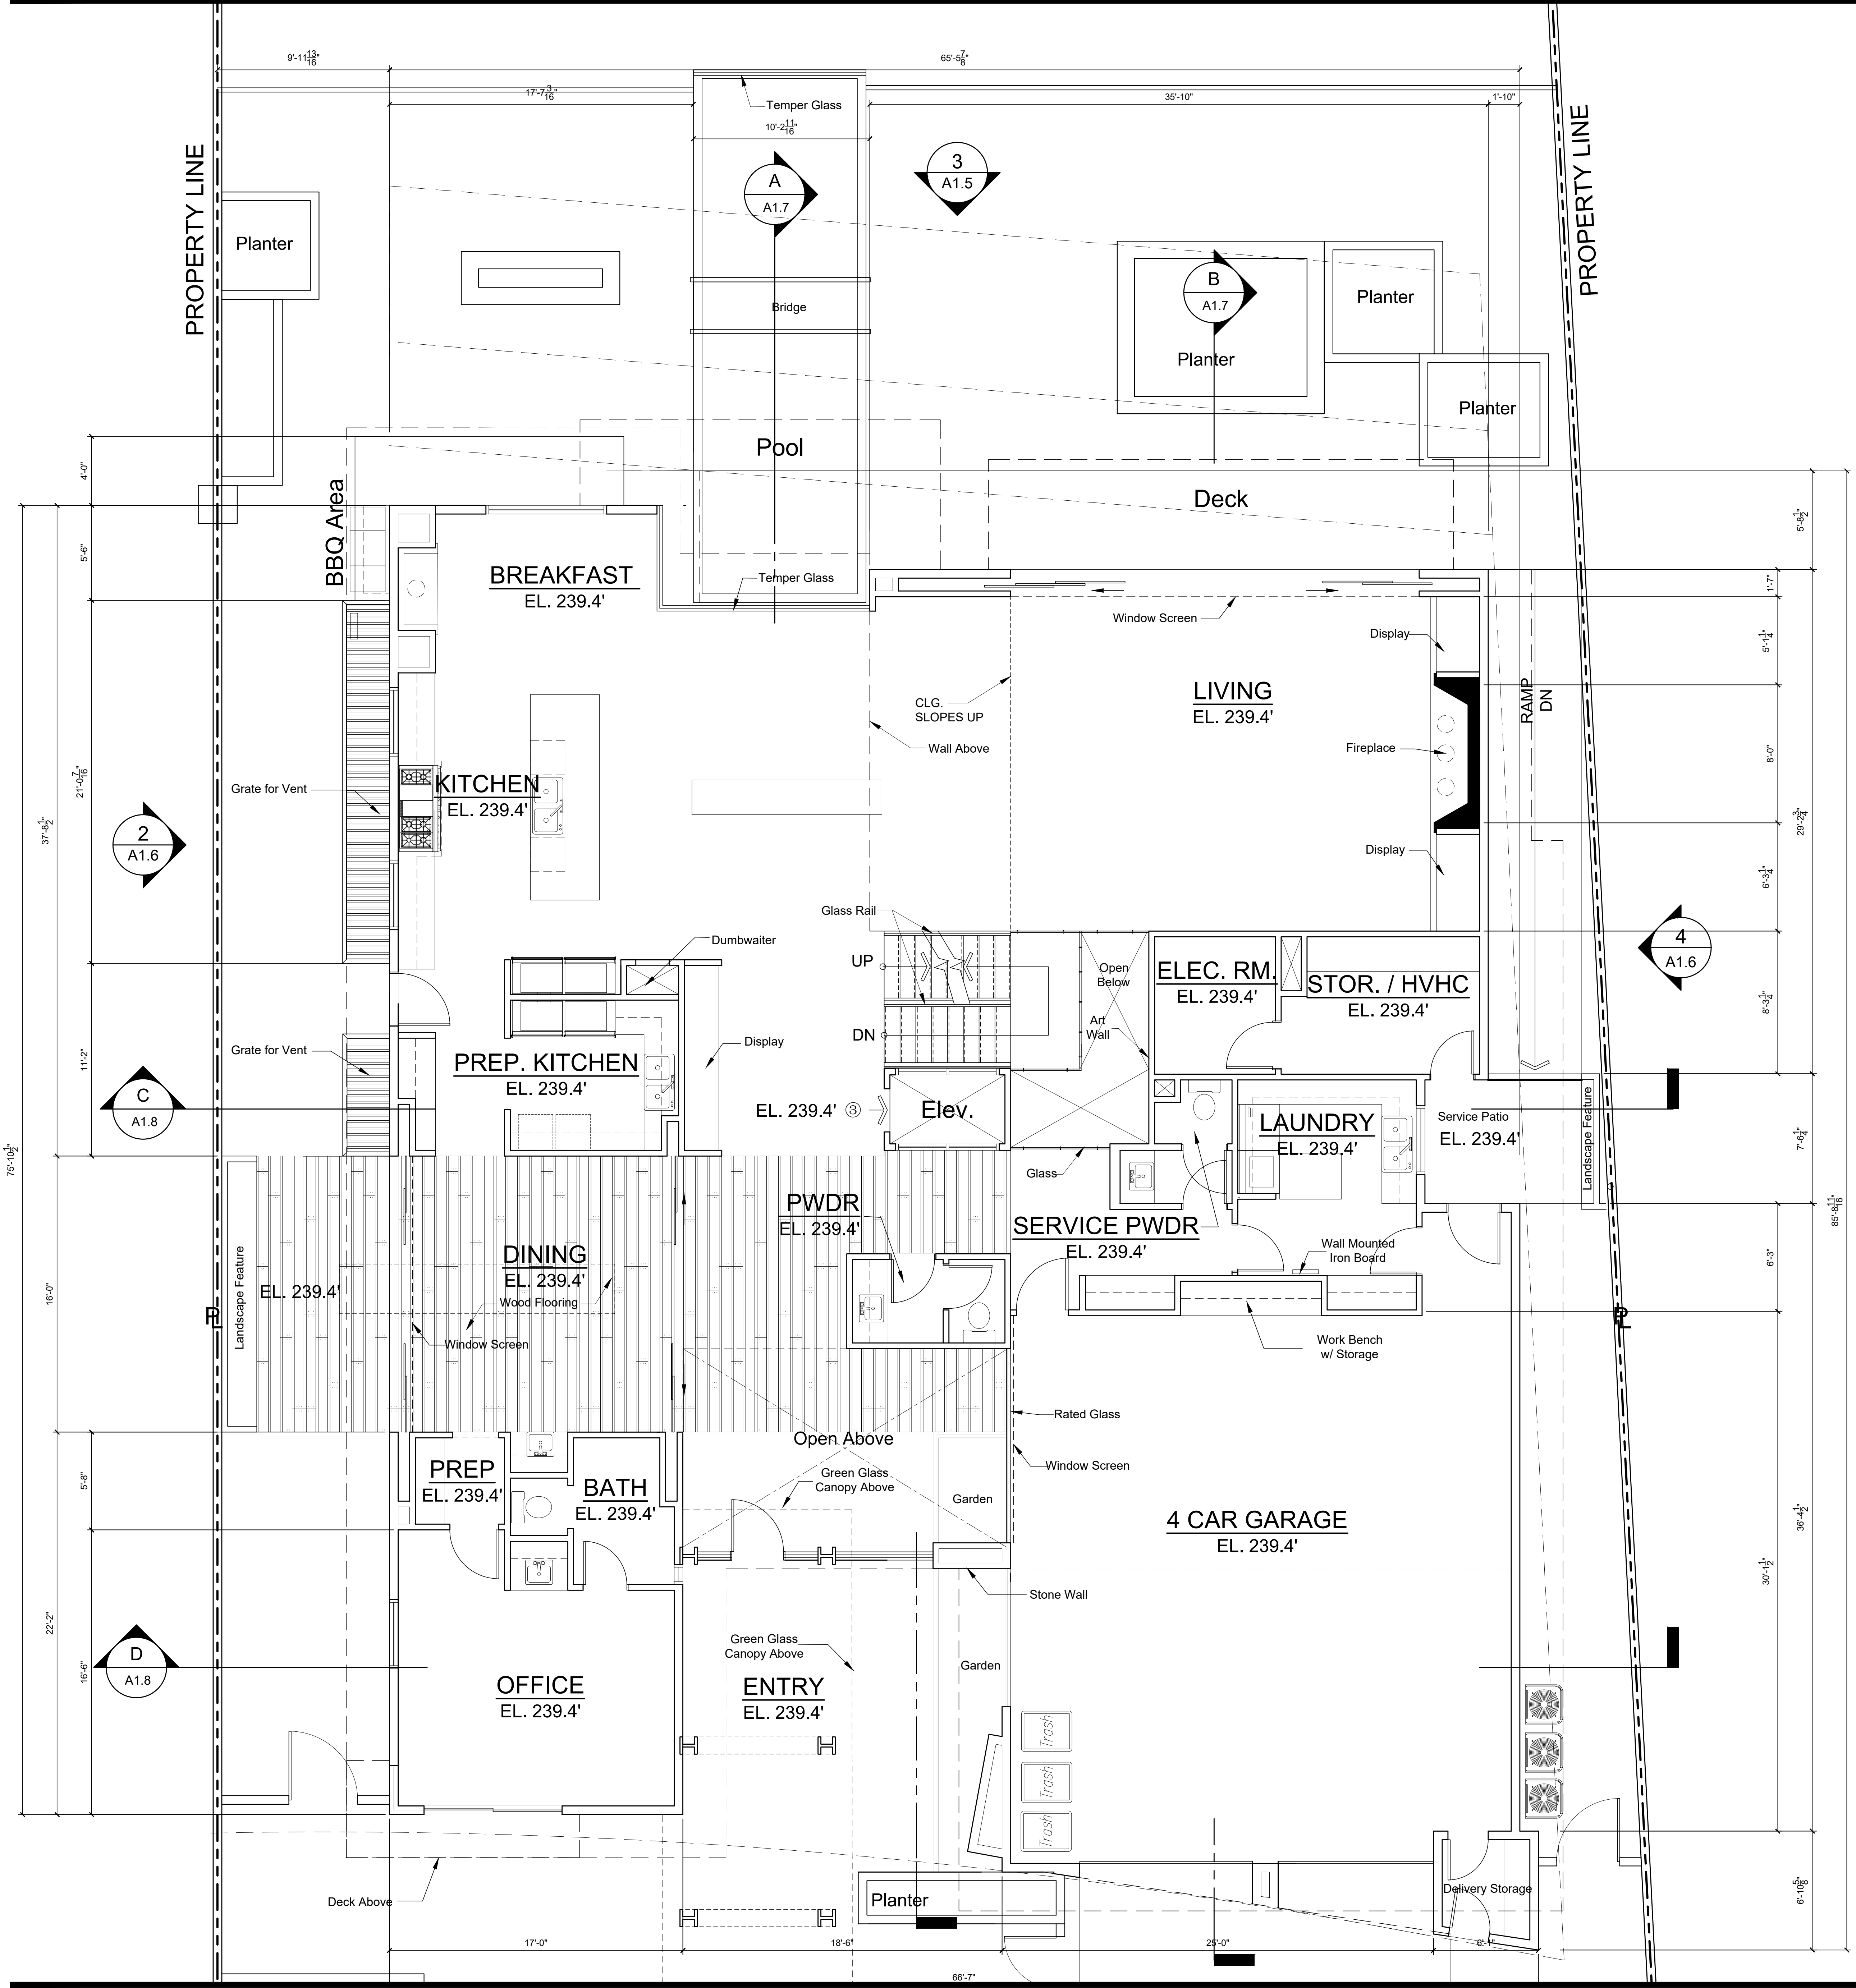 9'-11 13/16"
65'-5 7/8"
17'-7 3/16"
35'-10"
1'-10"
Temper Glass
10'-2 11/16"
PROPERTY LINE
PROPERTY LINE
A
A1.7
3
A1.5
Planter
B
A1.7
Planter
Planter
Bridge
Planter
Pool
Deck
4'-0"
BBQ Area
5'-8 1/2"
5'-6"
BREAKFAST
EL. 239.4'
Temper Glass
1'-7"
Window Screen
Display
5'-1 1/4"
CLG.
SLOPES UP
LIVING
EL. 239.4'
RAMP
DN
Wall Above
Fireplace
8'-0"
21'-0 7/16"
Grate for Vent
KITCHEN
EL. 239.4'
37'-8 1/2"
29'-2 3/4"
2
A1.6
Display
6'-3 1/4"
Glass Rail
Dumbwaiter
4
A1.6
UP
Open
Below
ELEC. RM.
EL. 239.4'
STOR. / HVHC
EL. 239.4'
8'-3 1/4"
DN
Art
Wall
Grate for Vent
11'-2"
PREP. KITCHEN
EL. 239.4'
Display
C
A1.8
EL. 239.4'
3
Elev.
LAUNDRY
EL. 239.4'
Service Patio
EL. 239.4'
Landscape Feature
7'-6 1/4"
75'-10 1/2"
Glass
PWDR
EL. 239.4'
SERVICE PWDR
EL. 239.4'
85'-8 11/16"
Wall Mounted
Iron Board
6'-3"
DINING
EL. 239.4'
Landscape Feature
EL. 239.4'
Wood Flooring
16'-0"
PL
PL
Window Screen
Work Bench
w/ Storage
Rated Glass
Open Above
Window Screen
PREP
EL. 239.4'
BATH
EL. 239.4'
Green Glass
Canopy Above
Garden
5'-8"
4 CAR GARAGE
EL. 239.4'
36'-4 1/2"
30'-1 1/2"
Stone Wall
22'-2"
Green Glass
Canopy Above
Garden
D
A1.8
16'-6"
OFFICE
EL. 239.4'
ENTRY
EL. 239.4'
Trash
Trash
Trash
Deck Above
Planter
Delivery Storage
6'-10 5/8"
17'-0"
18'-6"
25'-0"
6'-1"
66'-7"